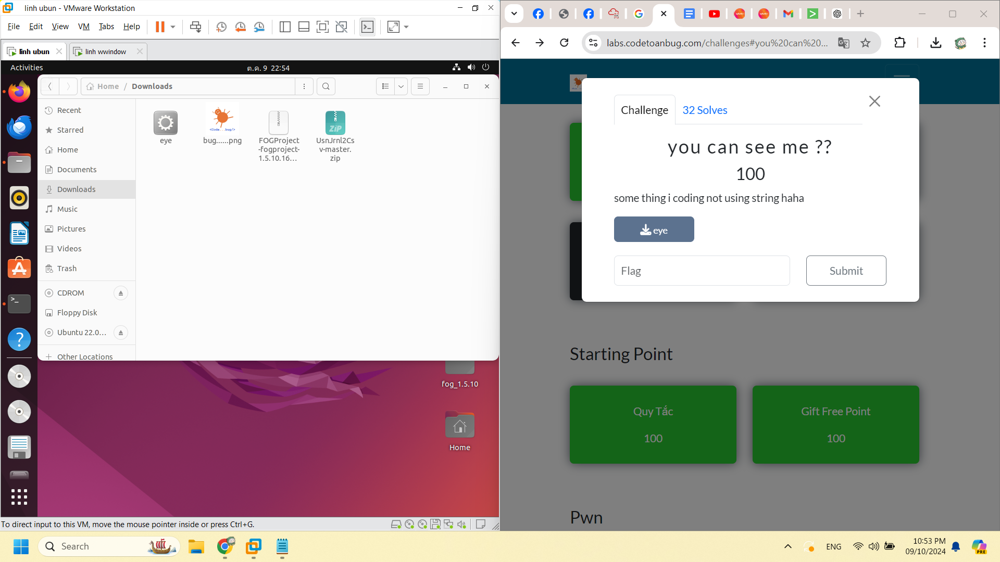 linh ubun - VMware Workstation
File Edit View VM Tabs Help
linh ubun
linh wwindow
Activities
ต.ค. 9 22:54
Home / Downloads
Recent
Starred
Home
Documents
Downloads
Music
Pictures
Videos
Trash
CDROM
Floppy Disk
Ubuntu 22.0...
Other Locations
eye
<Code...bug/>
bug......png
FOGProject
-fogproject-
1.5.10.16...
ZiP
UsnJrnl2Cs
v-master.
zip
fog_1.5.10
Home
To direct input to this VM, move the mouse pointer inside or press Ctrl+G.
labs.codetoanbug.com/challenges#you%20can%20...
Challenge
32 Solves
you can see me ??
100
some thing i coding not using string haha
eye
Flag
Submit
Starting Point
Quy Tắc
100
Gift Free Point
100
Pwn
Search
ENG
10:53 PM
09/10/2024
PRE